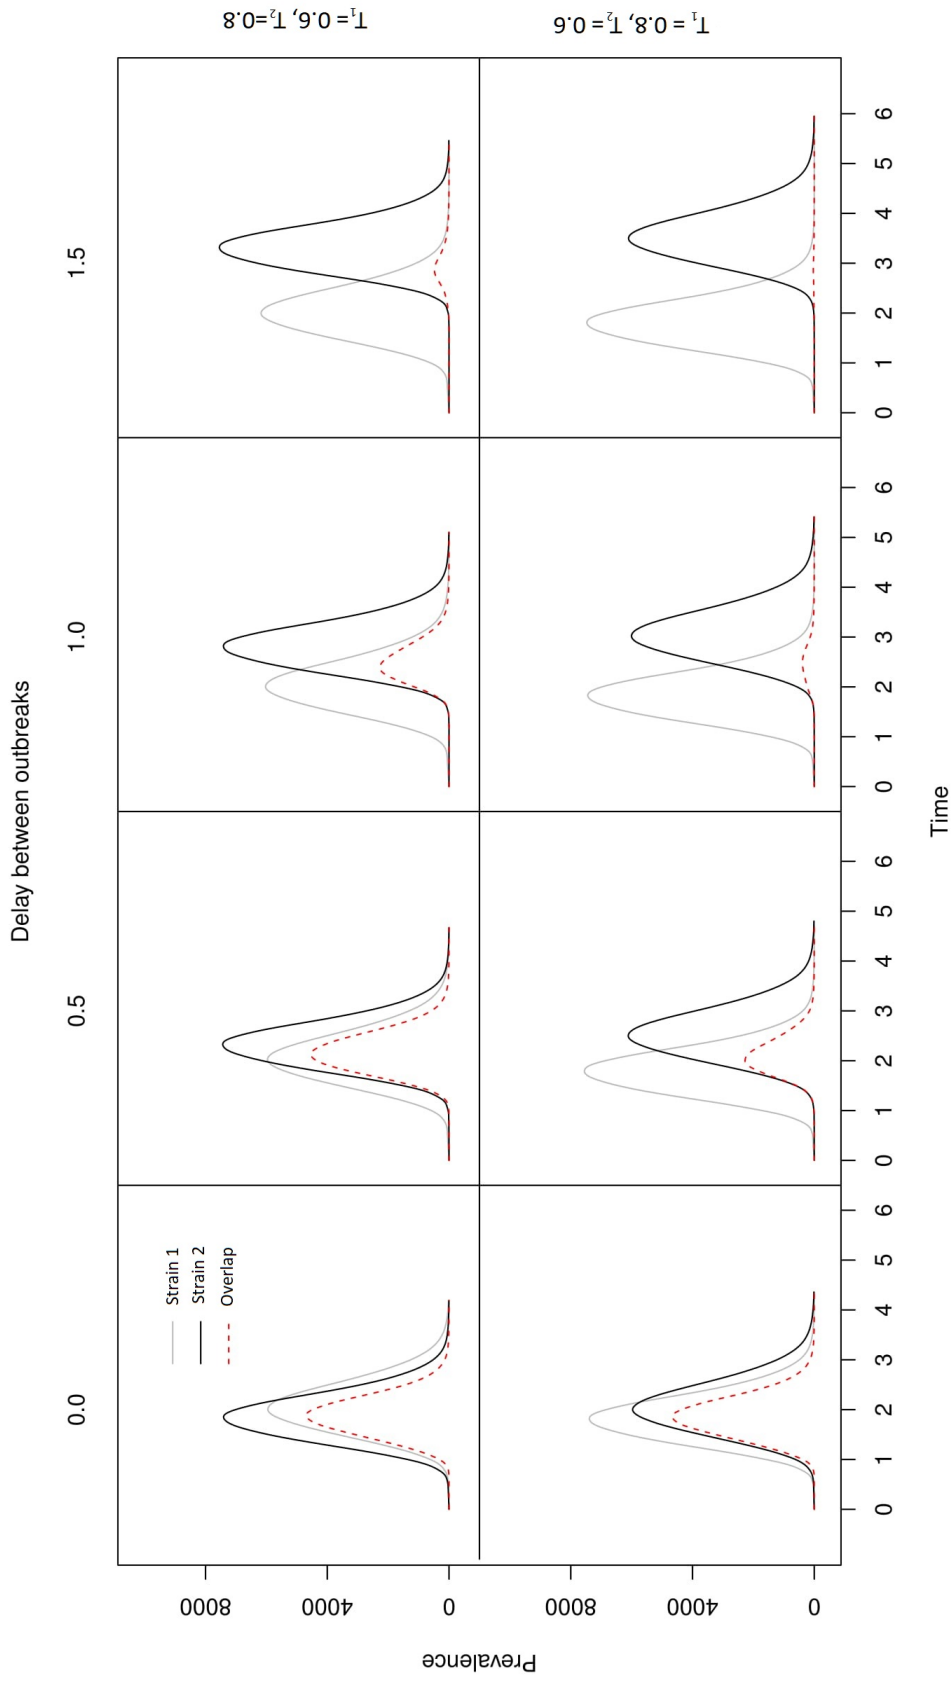 Delay between outbreaks
0.0
0.5
1.0
1.5
Strain 1
Strain 2
Overlap
T₁ = 0.6, T₂ = 0.8
T₁ = 0.8, T₂ = 0.6
8000
4000
0
8000
4000
0
Prevalence
0 1 2 3 4 5 6
0 1 2 3 4 5 6
0 1 2 3 4 5 6
0 1 2 3 4 5 6
Time